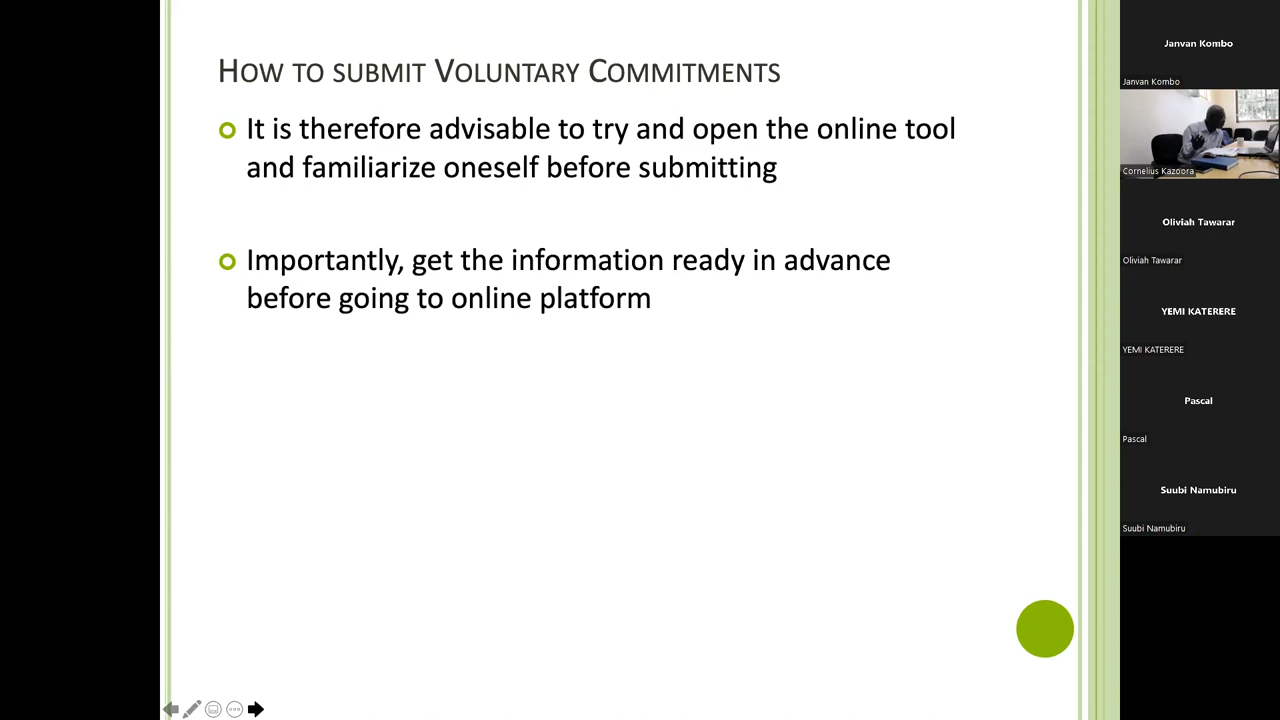 How to submit Voluntary Commitments
It is therefore advisable to try and open the online tool
and familiarize oneself before submitting
Importantly, get the information ready in advance
before going to online platform
Janvan Kombo
Janvan Kombo
Cornelius Kazoora
Oliviah Tawarar
Oliviah Tawarar
YEMI KATERERE
YEMI KATERERE
Pascal
Pascal
Suubi Namubiru
Suubi Namubiru